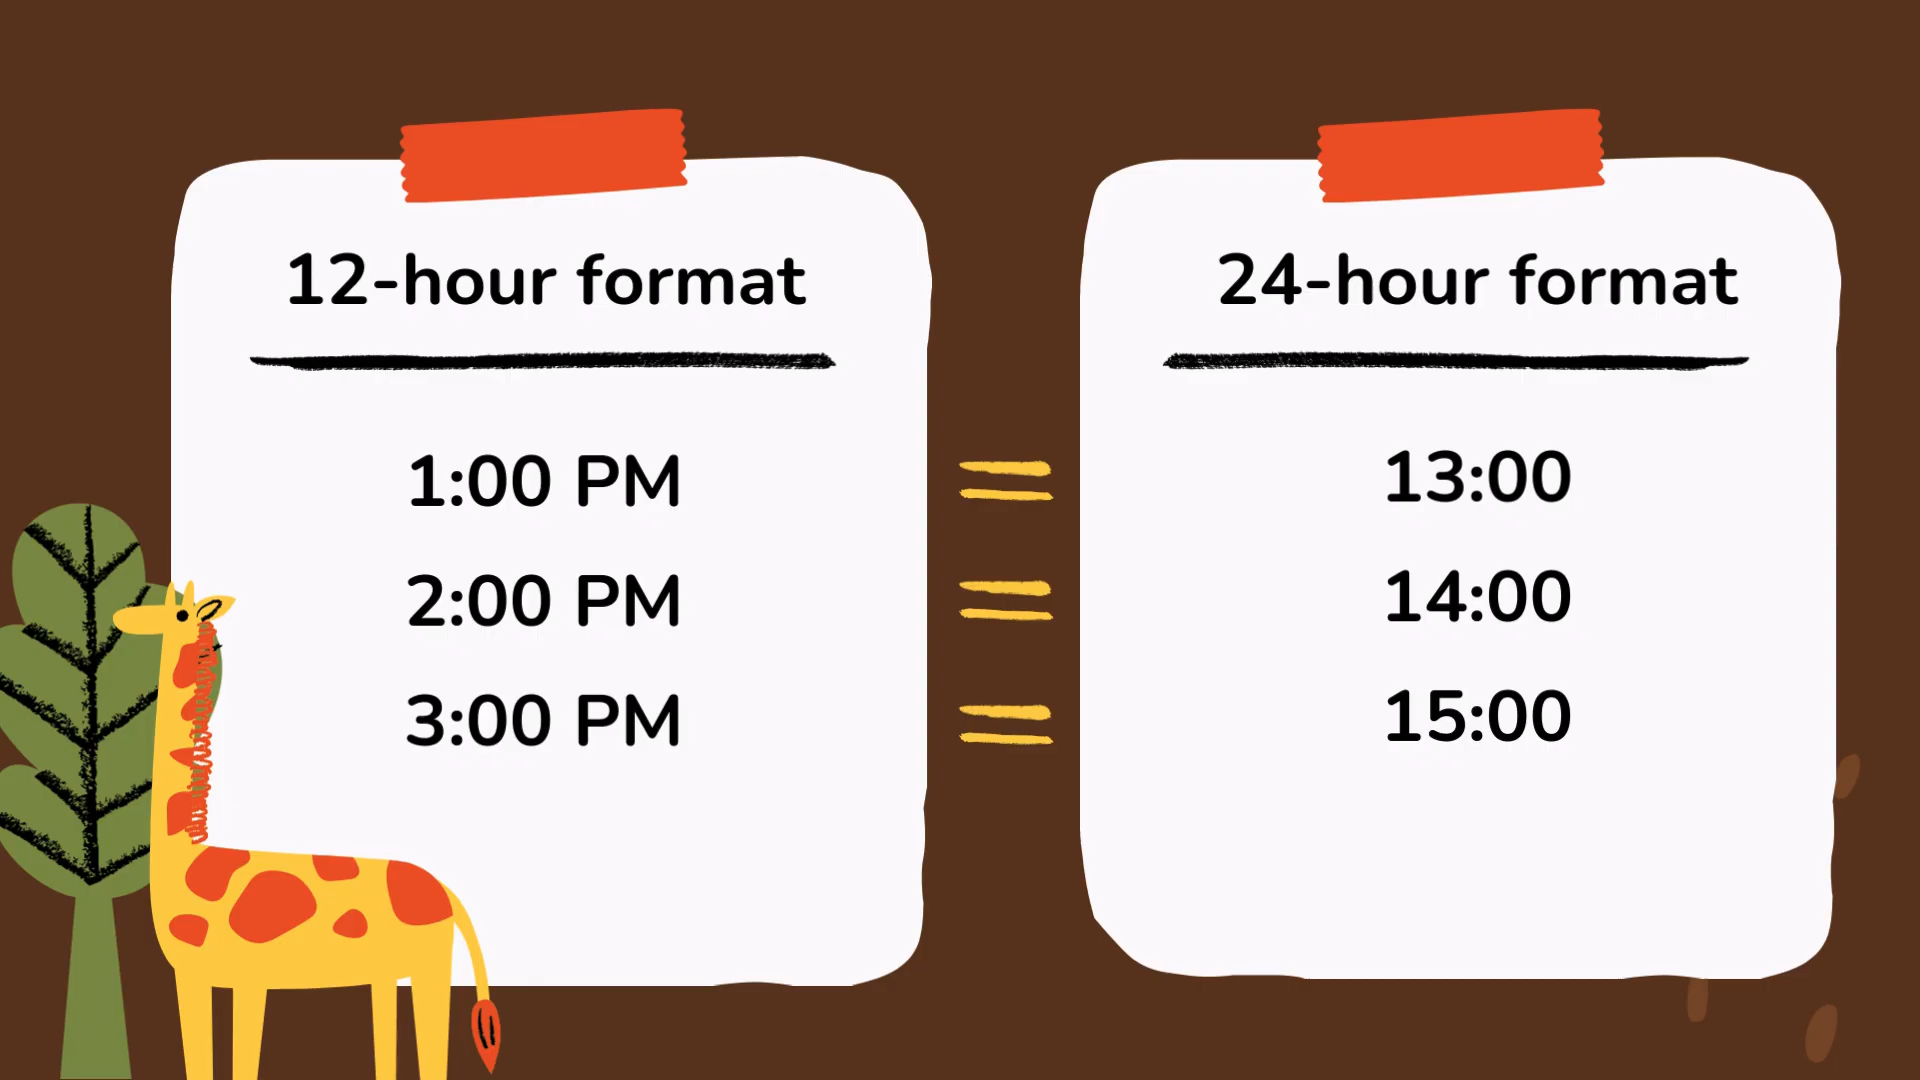 12-hour format
1:00 PM
2:00 PM
3:00 PM
24-hour format
13:00
14:00
15:00